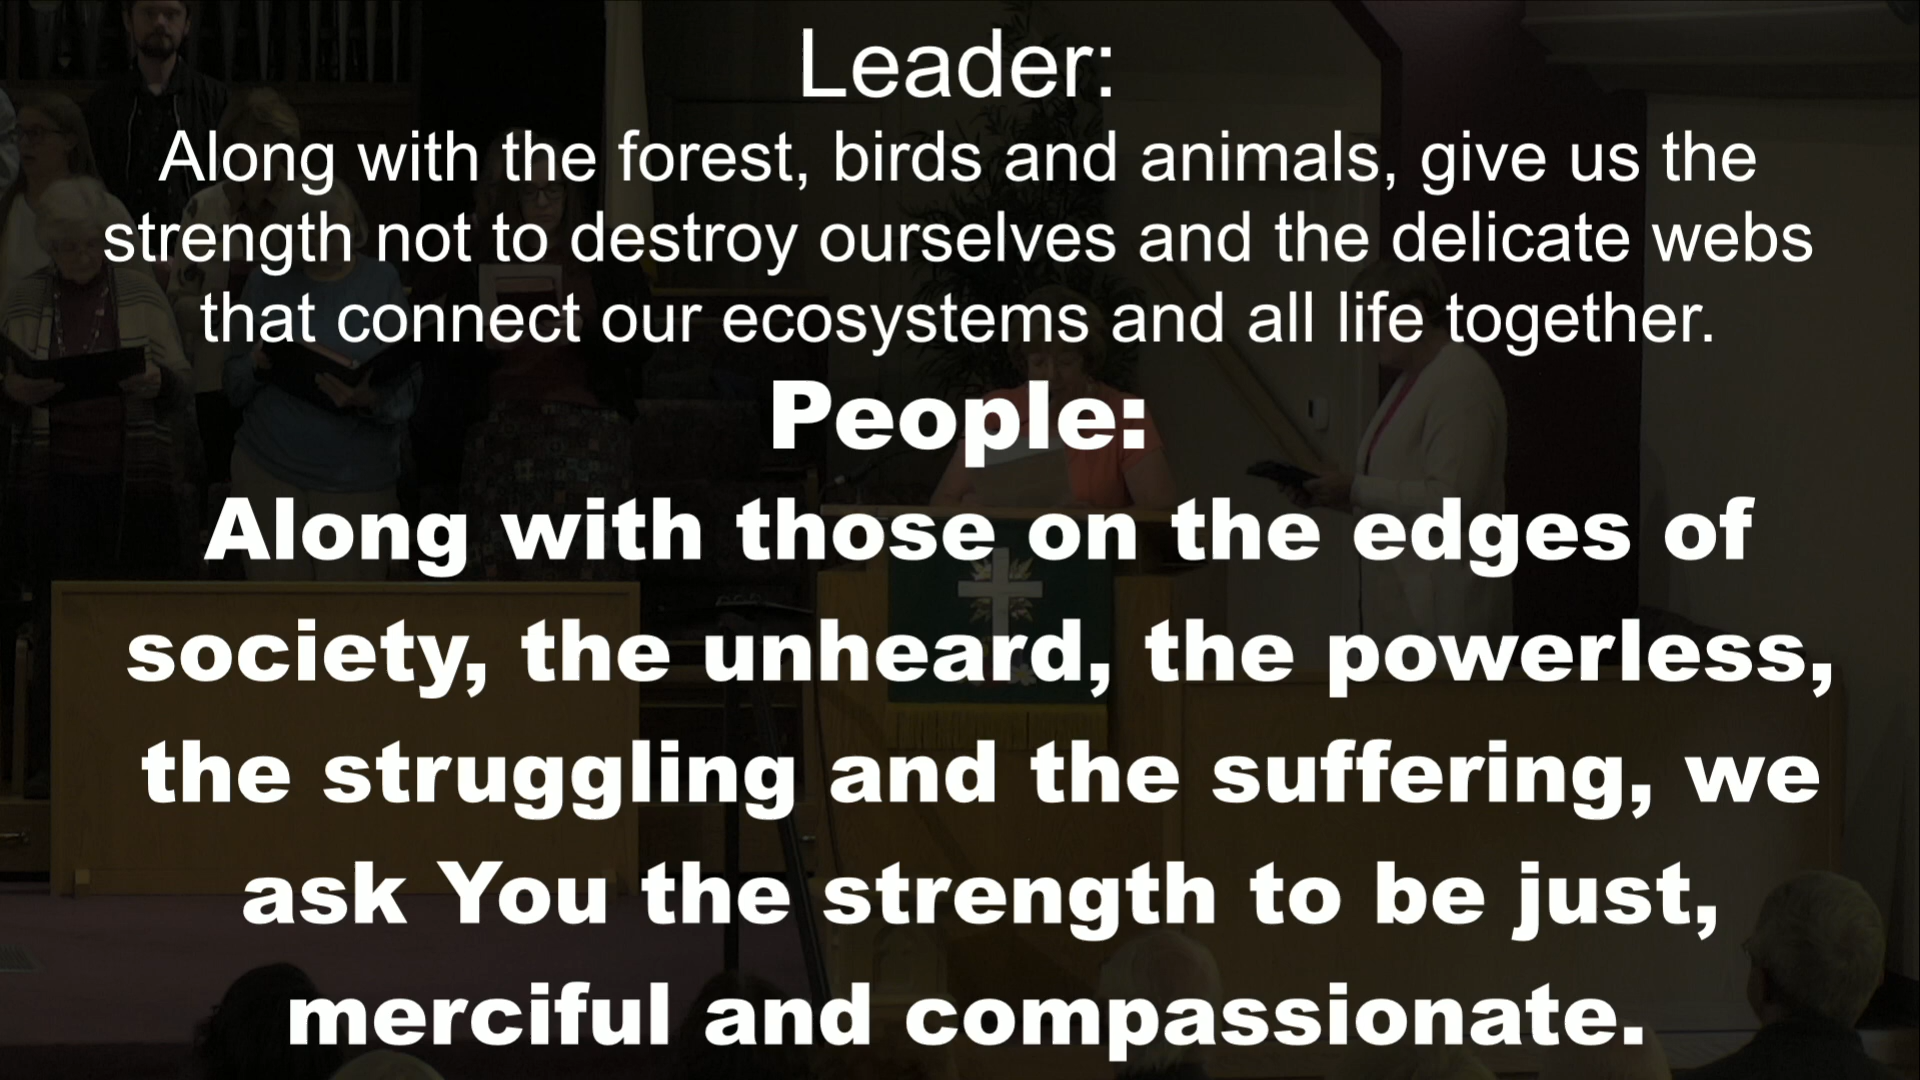 Leader:
Along with the forest, birds and animals, give us the
strength not to destroy ourselves and the delicate webs
that connect our ecosystems and all life together.
People:
Along with those on the edges of
society, the unheard, the powerless,
the struggling and the suffering, we
ask You the strength to be just,
merciful and compassionate.